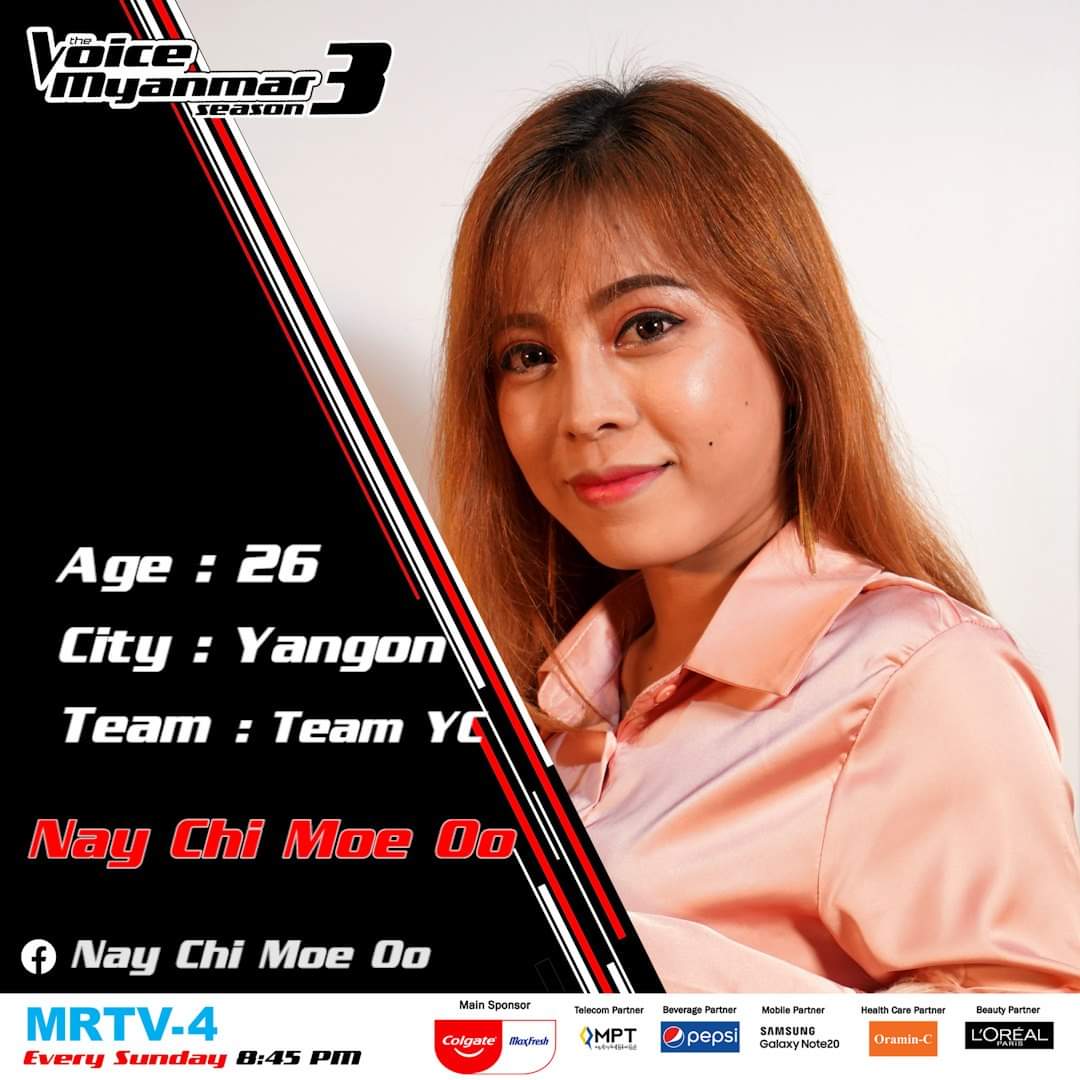 the
Voice
Myanmar
season 3
Age : 26
City : Yangon
Team : Team YC
Nay Chi Moe Oo
Nay Chi Moe Oo
MRTV-4
Every Sunday 8:45 PM
Main Sponsor
Colgate MaxFresh
Telecom Partner
MPT
Beverage Partner
pepsi
Mobile Partner
SAMSUNG
Galaxy Note20
Health Care Partner
Oramin-C
Beauty Partner
L'ORÉAL
PARIS